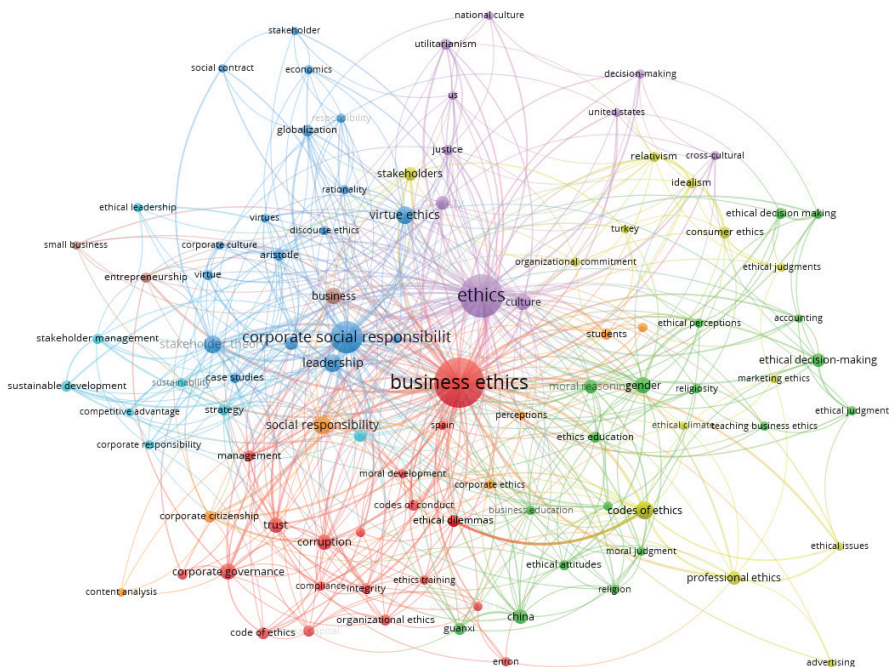 national culture
stakeholder
utilitarianism
social contract
economics
decision-making
us
united states
responsibility
globalization
justice
relativism
cross-cultural
stakeholders
idealism
rationality
ethical leadership
virtues
virtue ethics
ethical decision making
discourse ethics
turkey
consumer ethics
small business
corporate culture
aristotle
organizational commitment
ethical judgments
entrepreneurship
virtue
business
ethics
culture
stakeholder management
stakeholder theory
corporate social responsibilit
students
ethical perceptions
accounting
leadership
ethical decision-making
sustainable development
sustainability
case studies
business ethics
moral reasoning
gender
religiosity
marketing ethics
competitive advantage
strategy
perceptions
ethical judgment
social responsibility
spain
ethical climate
teaching business ethics
corporate responsibility
ethics education
management
moral development
corporate ethics
codes of conduct
business education
codes of ethics
corporate citizenship
trust
ethical dilemmas
corruption
moral judgment
ethical issues
corporate governance
ethical attitudes
professional ethics
content analysis
compliance
integrity
ethics training
religion
code of ethics
organizational ethics
guanxi
china
enron
advertising